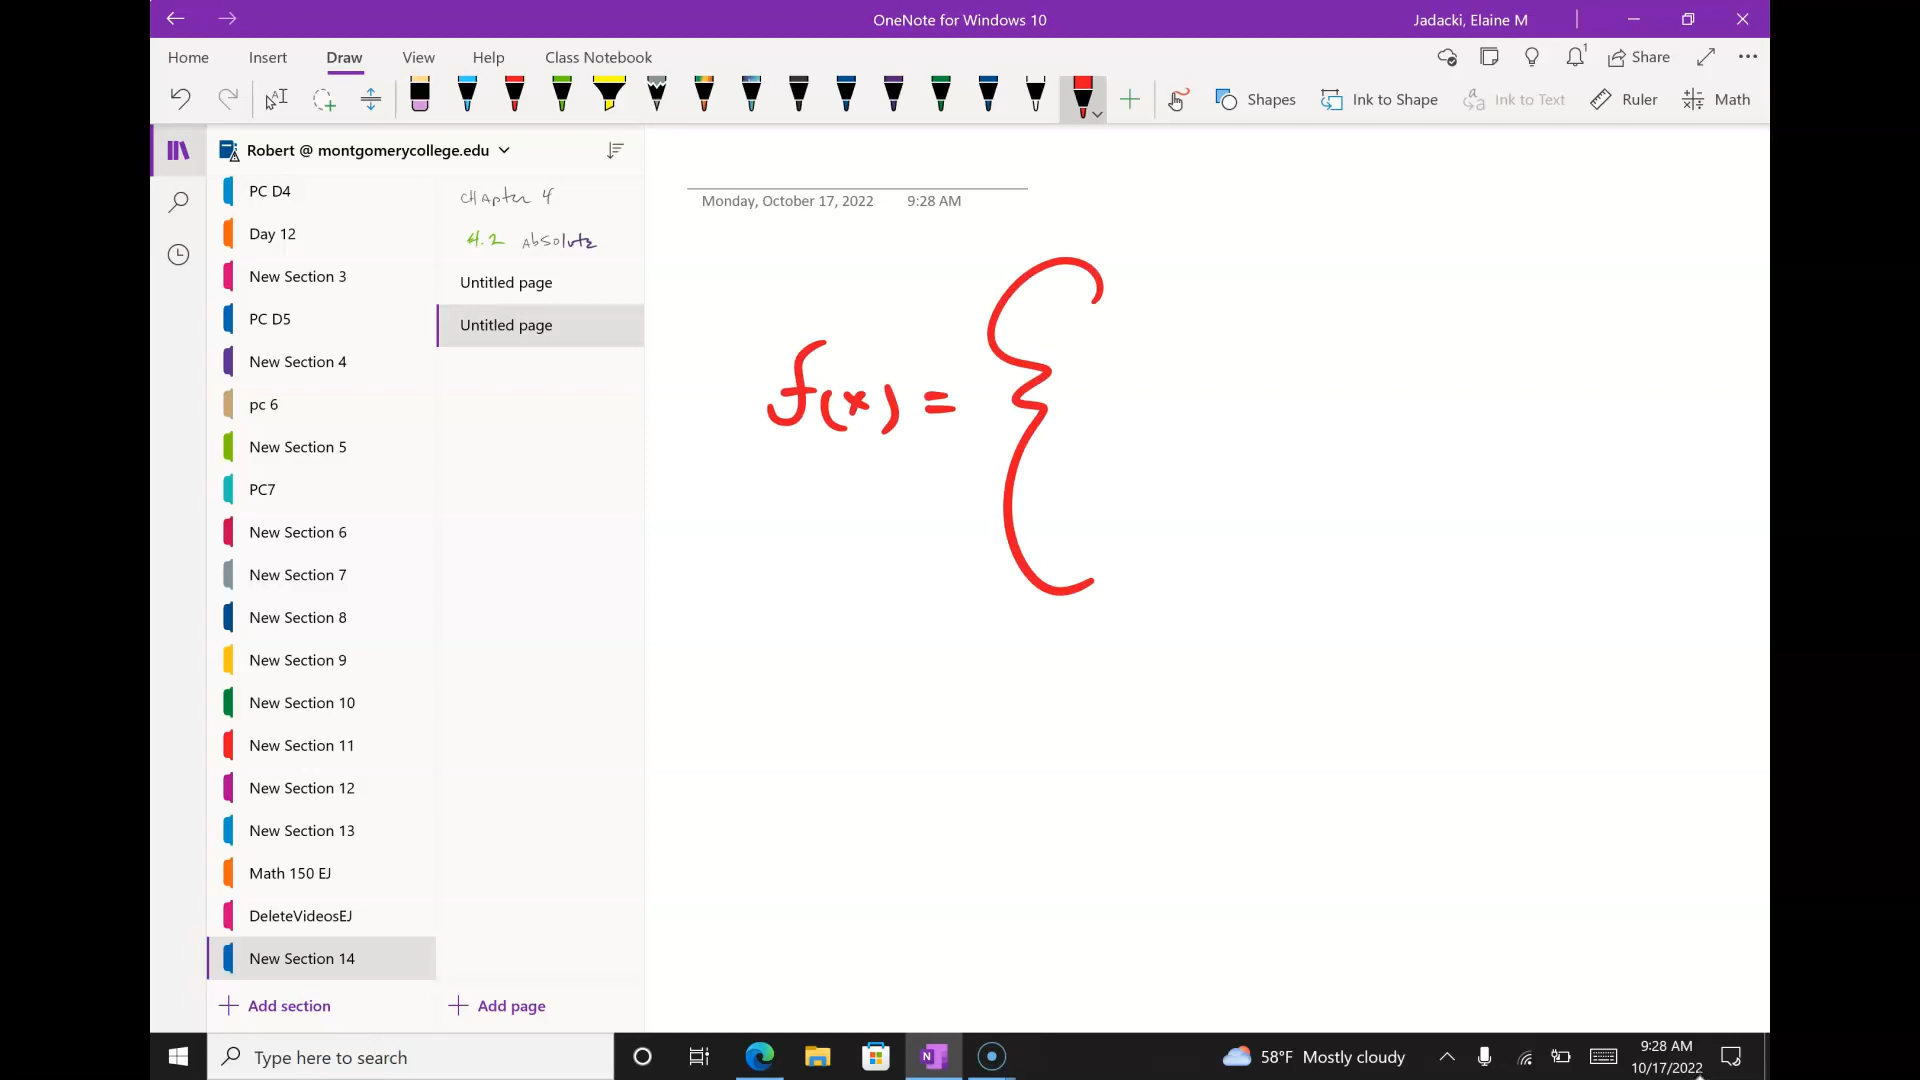 OneNote for Windows 10
Jadacki, Elaine M
Home Insert Draw View Help Class Notebook
1 Share
Shapes Ink to Shape Ink to Text Ruler Math
Robert @ montgomerycollege.edu
PC D4
Day 12
New Section 3
PC D5
New Section 4
pc 6
New Section 5
PC7
New Section 6
New Section 7
New Section 8
New Section 9
New Section 10
New Section 11
New Section 12
New Section 13
Math 150 EJ
DeleteVideosEJ
New Section 14
Add section
CHApter 4
4.2 Absolute
Untitled page
Untitled page
Add page
Monday, October 17, 2022 9:28 AM
f(x) = {
Type here to search
58°F Mostly cloudy
9:28 AM
10/17/2022